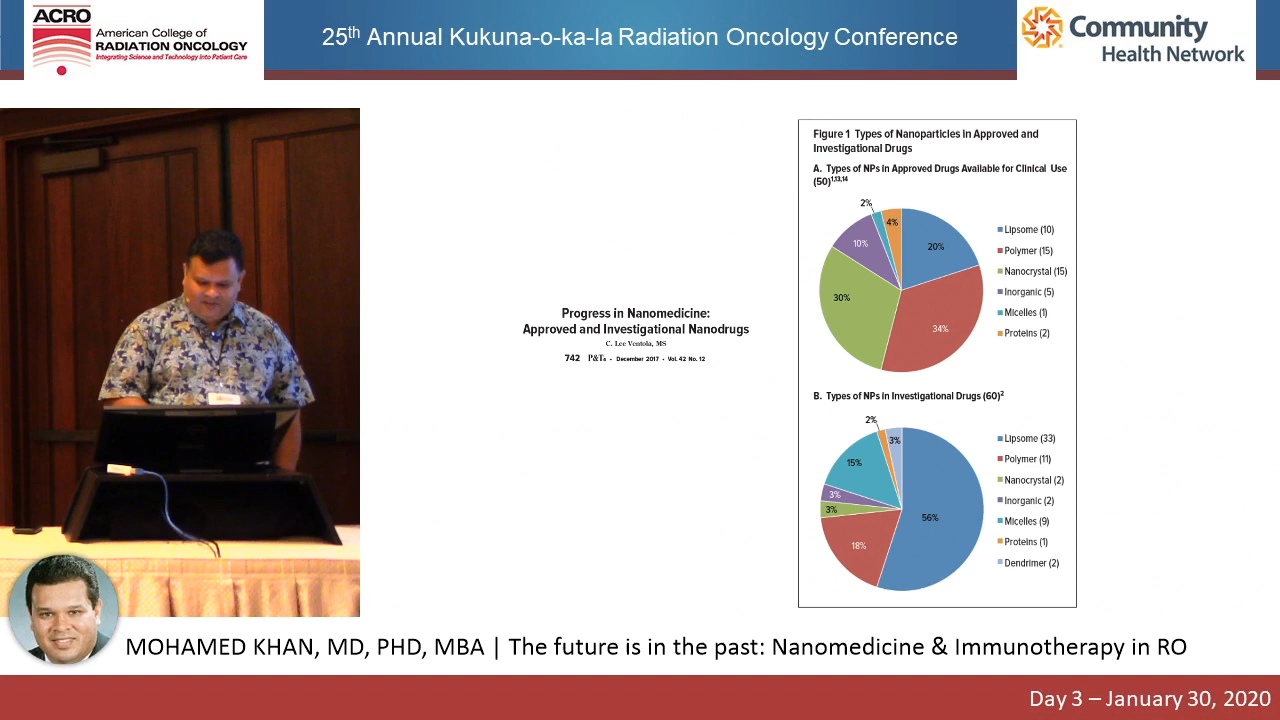 ACRO
American College of
RADIATION ONCOLOGY
Integrating Science and Technology Into Patient Care
25th Annual Kukuna-o-ka-la Radiation Oncology Conference
Community
Health Network
Progress in Nanomedicine:
Approved and Investigational Nanodrugs
C. Lee Ventola, MS
742 P&T® • December 2017 • Vol. 42 No. 12
Figure 1 Types of Nanoparticles in Approved and
Investigational Drugs
A. Types of NPs in Approved Drugs Available for Clinical Use
(50)1,13,14
2%
4%
10%
20%
30%
34%
Lipsome (10)
Polymer (15)
Nanocrystal (15)
Inorganic (5)
Micelles (1)
Proteins (2)
B. Types of NPs in Investigational Drugs (60)2
2%
3%
15%
3%
3%
56%
18%
Lipsome (33)
Polymer (11)
Nanocrystal (2)
Inorganic (2)
Micelles (9)
Proteins (1)
Dendrimer (2)
MOHAMED KHAN, MD, PHD, MBA | The future is in the past: Nanomedicine & Immunotherapy in RO
Day 3 – January 30, 2020